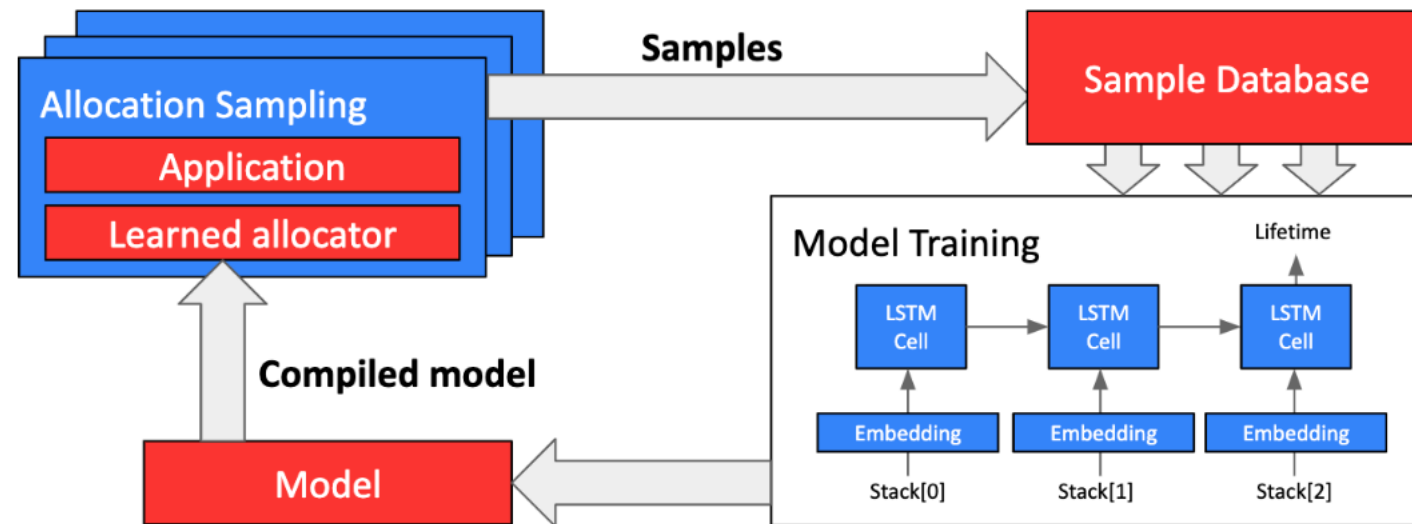 Allocation Sampling
Application
Learned allocator
Samples
Sample Database
Model Training
Lifetime
LSTM
Cell
LSTM
Cell
LSTM
Cell
Embedding
Embedding
Embedding
Stack[0]
Stack[1]
Stack[2]
Compiled model
Model